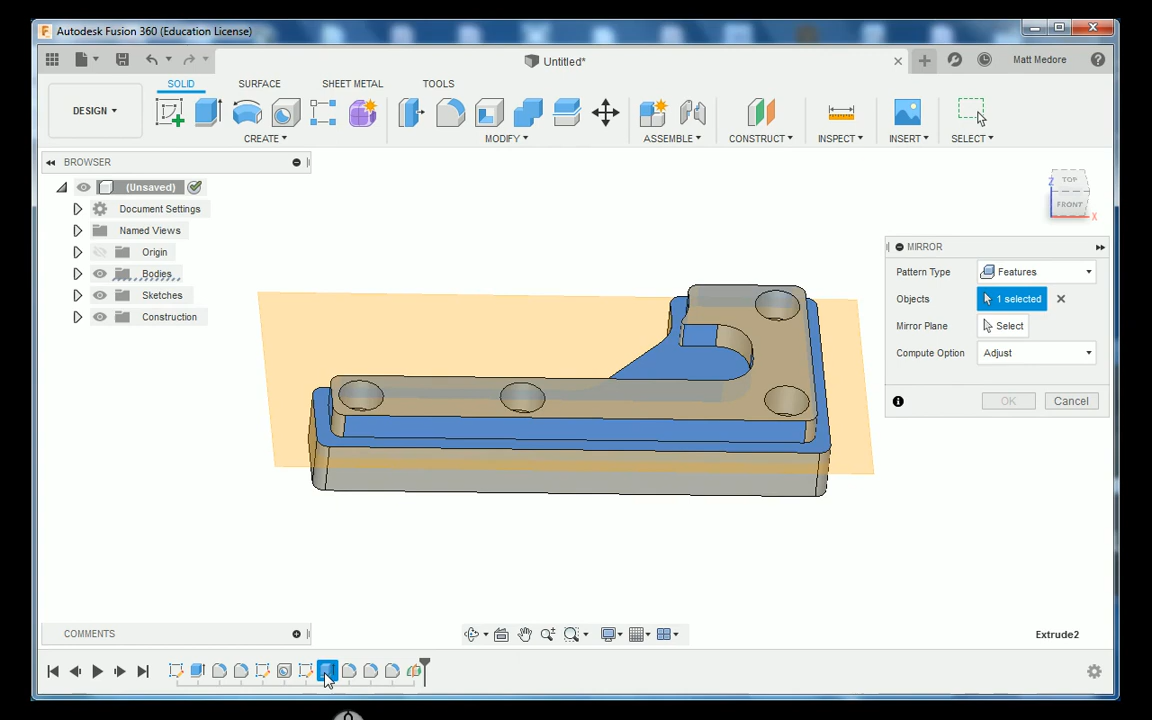 Autodesk Fusion 360 (Education License)
Untitled*
Matt Medore
DESIGN
SOLID
SURFACE
SHEET METAL
TOOLS
CREATE
MODIFY
ASSEMBLE
CONSTRUCT
INSPECT
INSERT
SELECT
BROWSER
(Unsaved)
Document Settings
Named Views
Origin
Bodies
Sketches
Construction
TOP
FRONT
Z
X
MIRROR
Pattern Type Features
Objects 1 selected
Mirror Plane Select
Compute Option Adjust
OK Cancel
COMMENTS
Extrude2